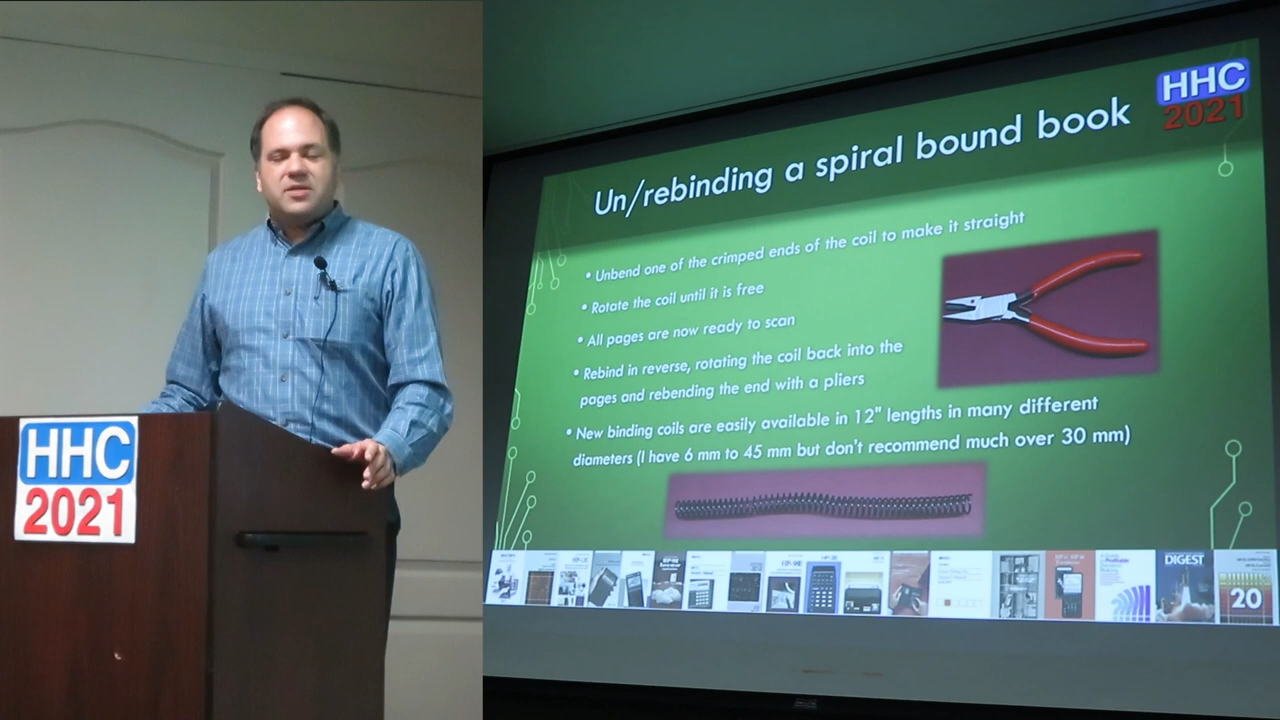 HHC
2021
HHC
2021
Un/rebinding a spiral bound book
• Unbend one of the crimped ends of the coil to make it straight
• Rotate the coil until it is free
• All pages are now ready to scan
• Rebind in reverse, rotating the coil back into the
pages and rebending the end with a pliers
• New binding coils are easily available in 12" lengths in many different
diameters (I have 6 mm to 45 mm but don't recommend much over 30 mm)
DIGEST
20